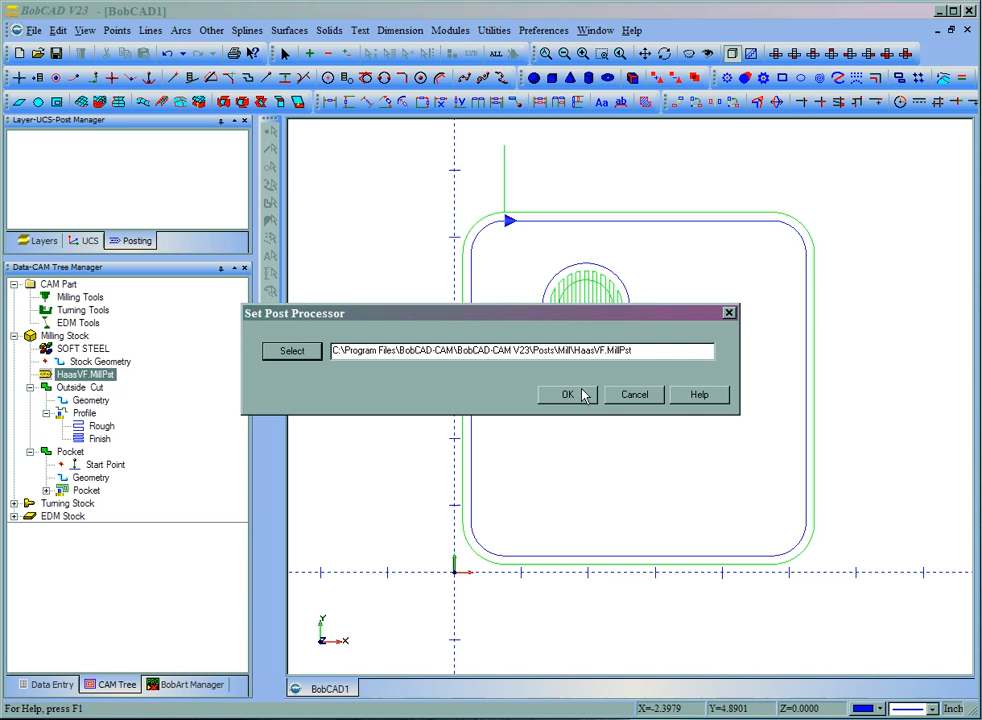 BobCAD V23 - [BobCAD1]
File Edit View Points Lines Arcs Other Splines Surfaces Solids Text Dimension Modules Utilities Preferences Window Help
ALL LYR
Aa ab
Layer-UCS-Post Manager
Layers UCS Posting
Data-CAM Tree Manager
CAM Part
Milling Tools
Turning Tools
EDM Tools
Milling Stock
SOFT STEEL
Stock Geometry
HaasVF.MillPst
Outside Cut
Geometry
Profile
Rough
Finish
Pocket
Start Point
Geometry
Pocket
Turning Stock
EDM Stock
Set Post Processor
Select C:\Program Files\BobCAD-CAM\BobCAD-CAM V23\Posts\Mill\HaasVF.MillPst
OK Cancel Help
Y
Z X
Data Entry CAM Tree BobArt Manager
BobCAD1
For Help, press F1 X=-2.3979 Y=4.8901 Z=0.0000 Inch